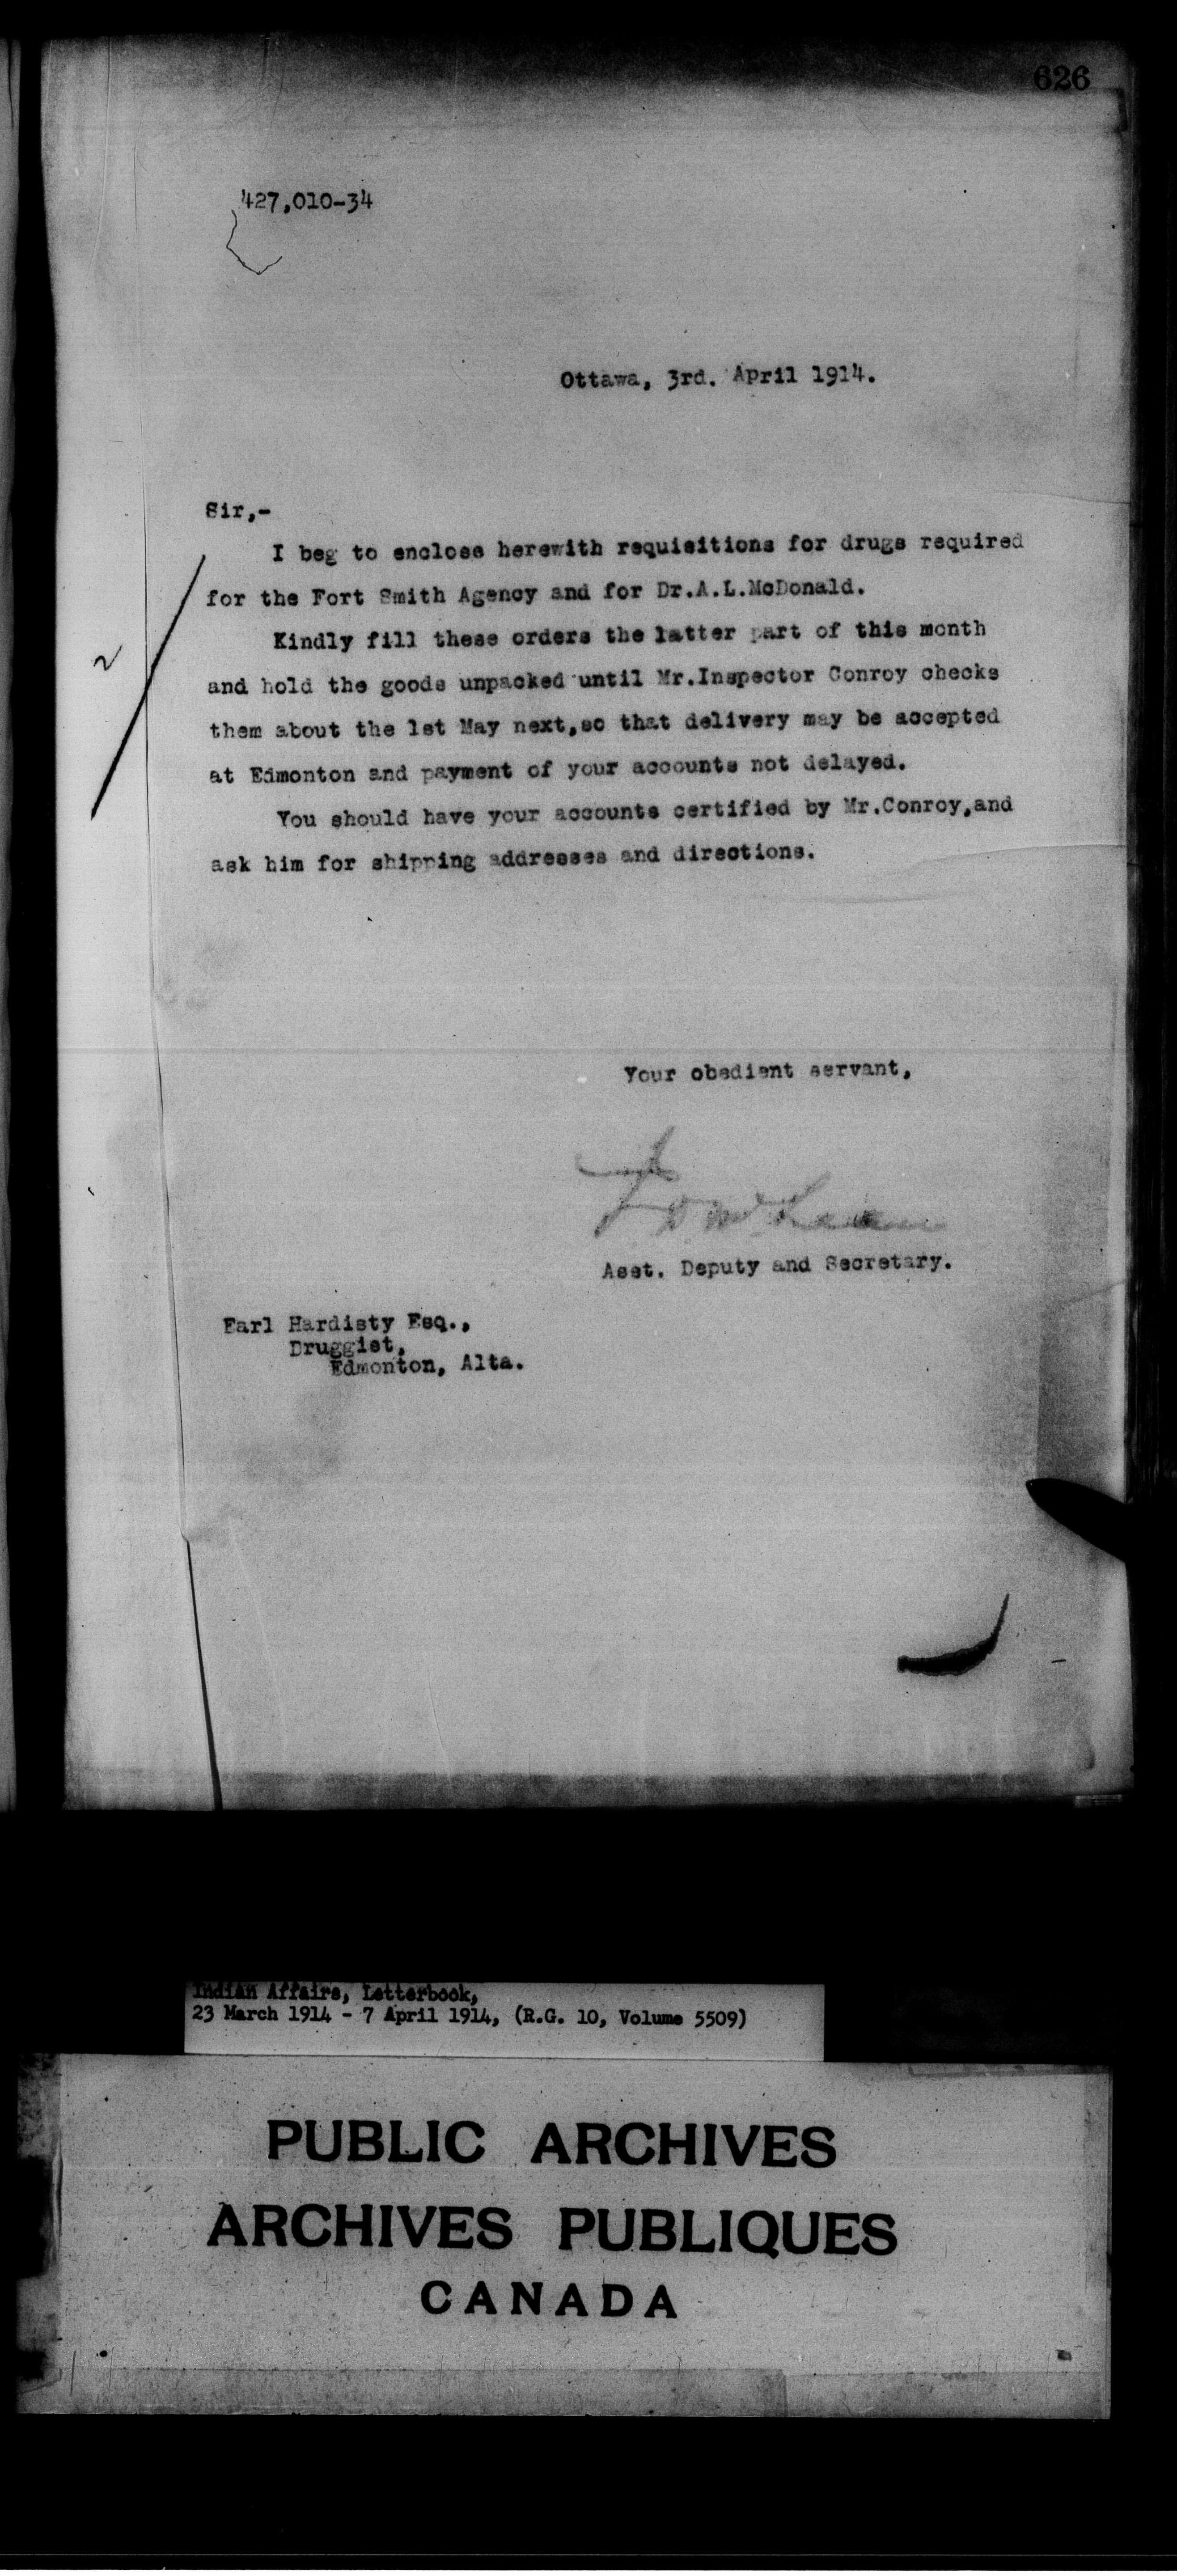 626
427,010-34
Ottawa, 3rd. April 1914.
Sir,-
I beg to enclose herewith requisitions for drugs required
for the Fort Smith Agency and for Dr.A.L.McDonald.
Kindly fill these orders the latter part of this month
and hold the goods unpacked until Mr.Inspector Conroy checks
them about the 1st May next,so that delivery may be accepted
at Edmonton and payment of your accounts not delayed.
You should have your accounts certified by Mr.Conroy,and
ask him for shipping addresses and directions.
2
Your obedient servant,
J D McLean
Asst. Deputy and Secretary.
Earl Hardisty Esq.,
Druggist,
Edmonton, Alta.
Indian Affairs, Letterbook,
23 March 1914 - 7 April 1914, (R.G. 10, Volume 5509)
PUBLIC ARCHIVES
ARCHIVES PUBLIQUES
CANADA